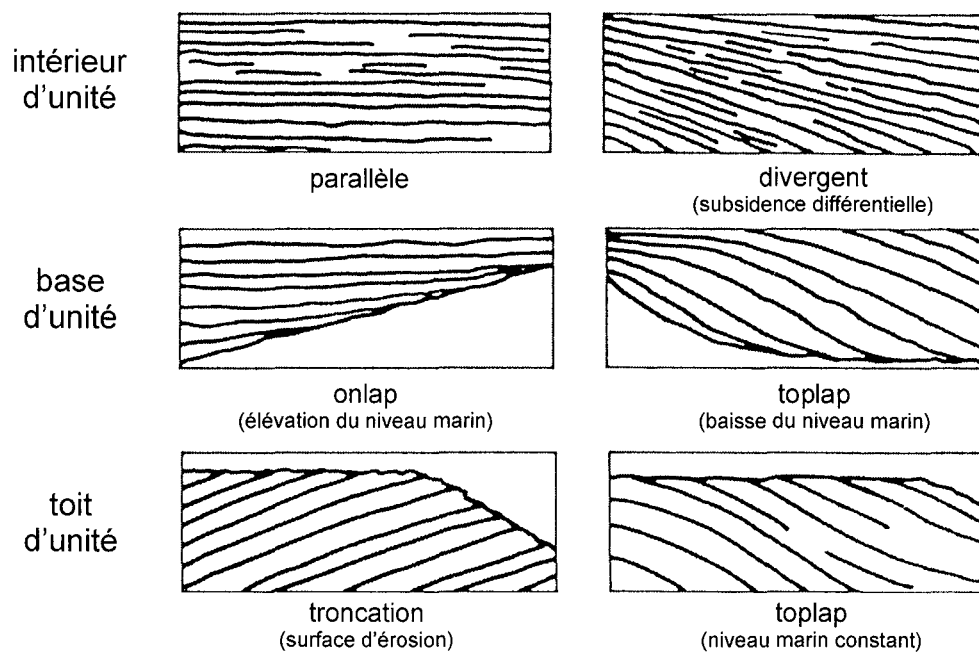 intérieur
d'unité
parallèle
divergent
(subsidence différentielle)
base
d'unité
onlap
(élévation du niveau marin)
toplap
(baisse du niveau marin)
toit
d'unité
troncation
(surface d'érosion)
toplap
(niveau marin constant)